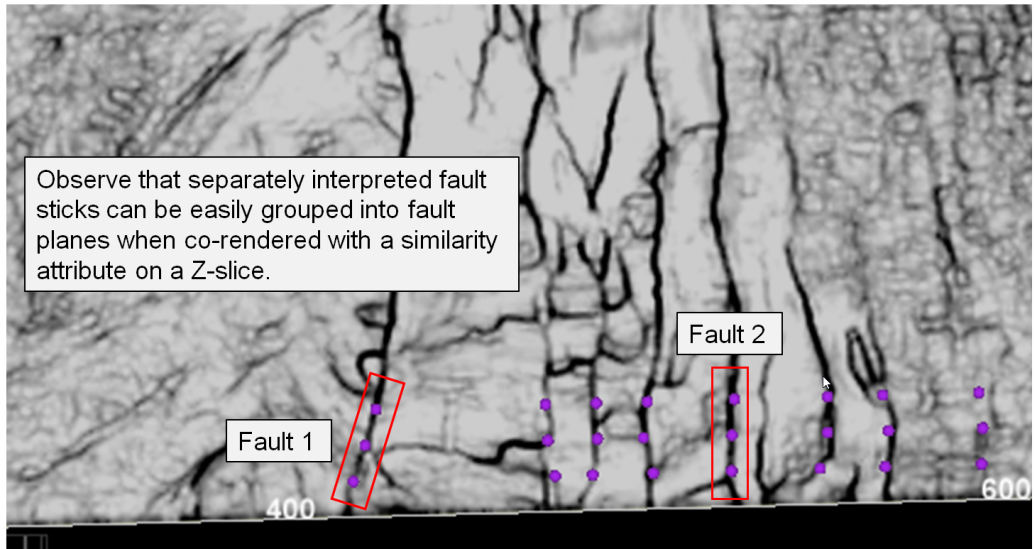 Observe that separately interpreted fault
sticks can be easily grouped into fault
planes when co-rendered with a similarity
attribute on a Z-slice.
Fault 2
Fault 1
400
600